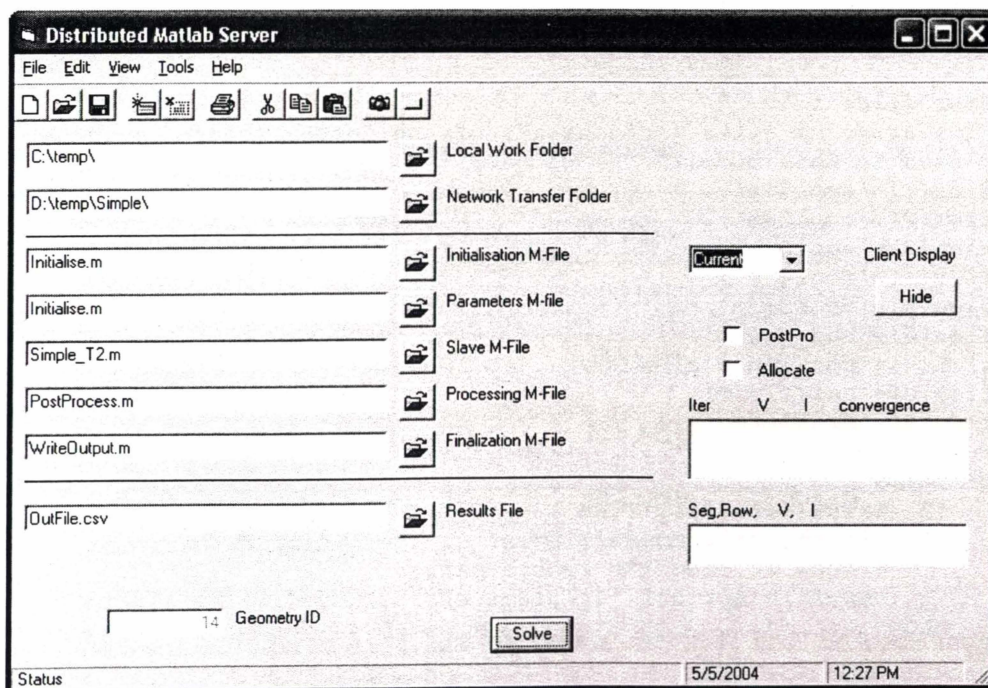 Distributed Matlab Server
File Edit View Tools Help
C:\temp\ Local Work Folder
D:\temp\Simple\ Network Transfer Folder
Initialise.m Initialisation M-File
Current Client Display
Initialise.m Parameters M-file
Hide
Simple_T2.m Slave M-File
PostPro
Allocate
PostProcess.m Processing M-File
Iter V I convergence
WriteOutput.m Finalization M-File
OutFile.csv Results File
Seg,Row, V, I
14 Geometry ID
Solve
Status 5/5/2004 12:27 PM